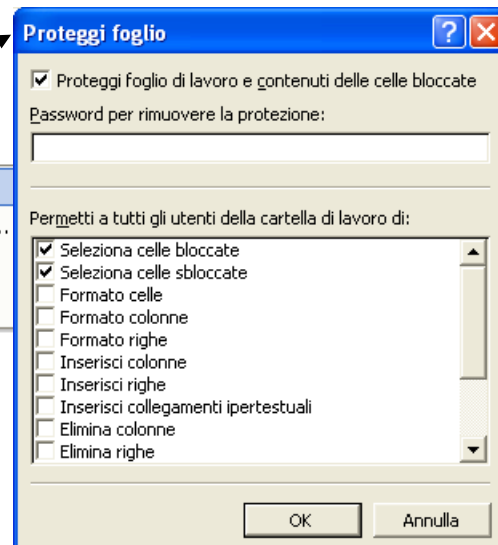 Proteggi foglio
Proteggi foglio di lavoro e contenuti delle celle bloccate
Password per rimuovere la protezione:
Permetti a tutti gli utenti della cartella di lavoro di:
Seleziona celle bloccate
Seleziona celle sbloccate
Formato celle
Formato colonne
Formato righe
Inserisci colonne
Inserisci righe
Inserisci collegamenti ipertestuali
Elimina colonne
Elimina righe
OK Annulla